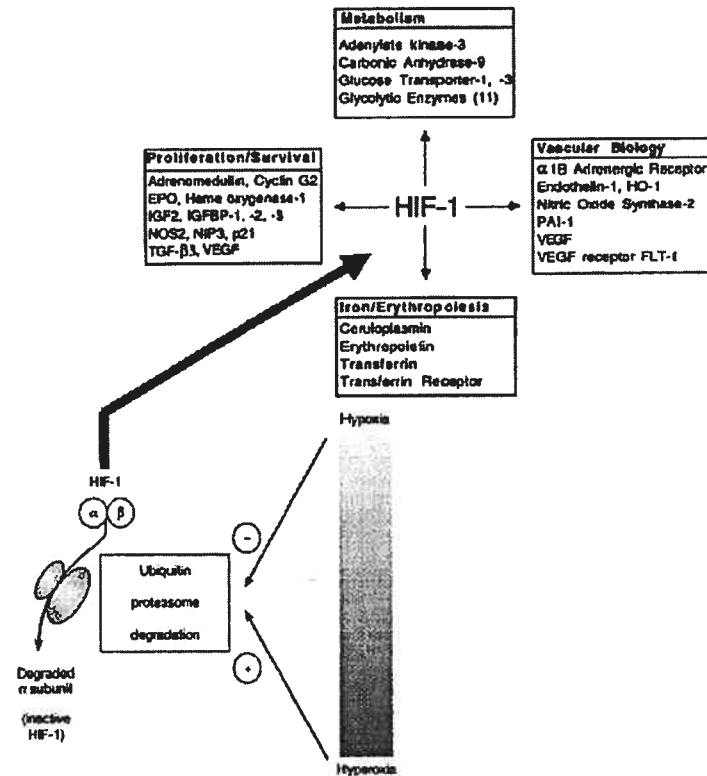 Metabolism
Adenylate kinase-3
Carbonic Anhydrase-9
Glucose Transporter-1, -3
Glycolytic Enzymes (11)
Proliferation/Survival
Adrenomedullin, Cyclin G2
EPO, Heme oxygenase-1
IGF2, IGFBP-1, -2, -3
NOS2, NIP3, p21
TGF-β3, VEGF
HIF-1
Vascular Biology
α1B Adrenergic Receptor
Endothelin-1, HO-1
Nitric Oxide Synthase-2
PAI-1
VEGF
VEGF receptor FLT-1
Iron/Erythropoiesis
Ceruloplasmin
Erythropoietin
Transferrin
Transferrin Receptor
Hypoxia
HIF-1
α β
−
Ubiquitin
proteasome
degradation
+
Degraded
α subunit
(inactive
HIF-1)
Hyperoxia